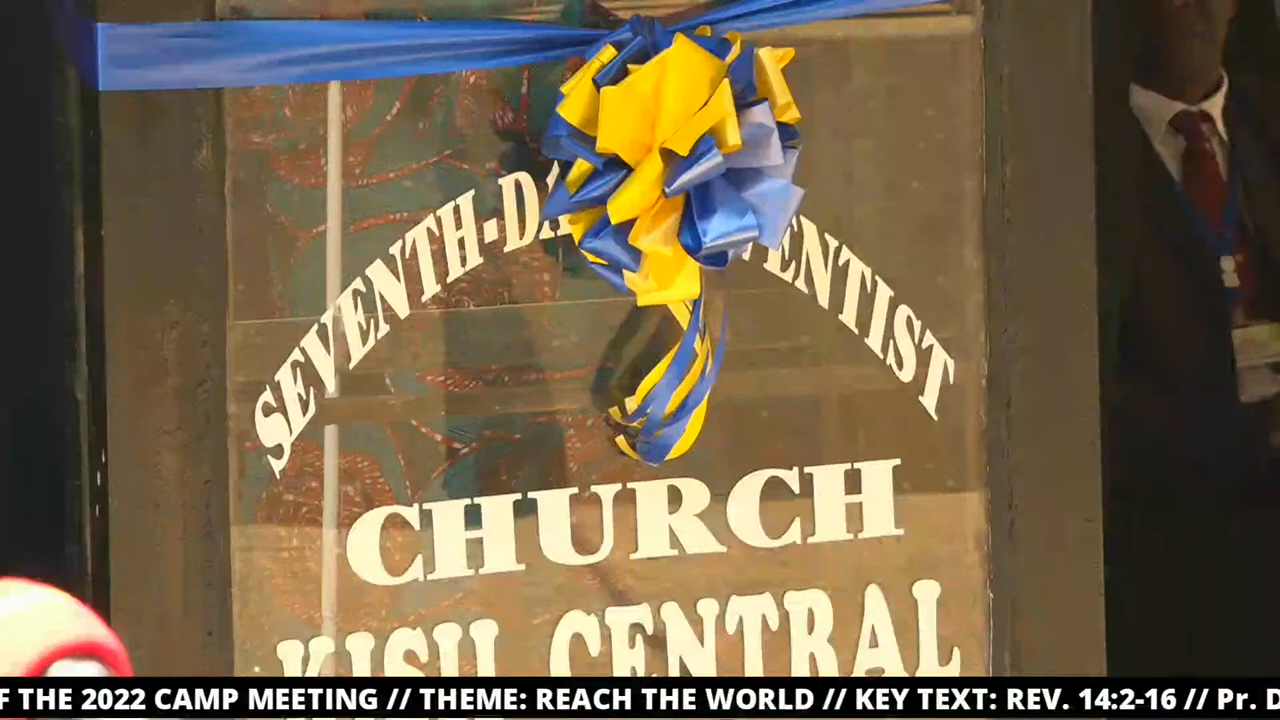 SEVENTH-DA ENTIST
CHURCH
KISII CENTRAL
F THE 2022 CAMP MEETING // THEME: REACH THE WORLD // KEY TEXT: REV. 14:2-16 // Pr. D